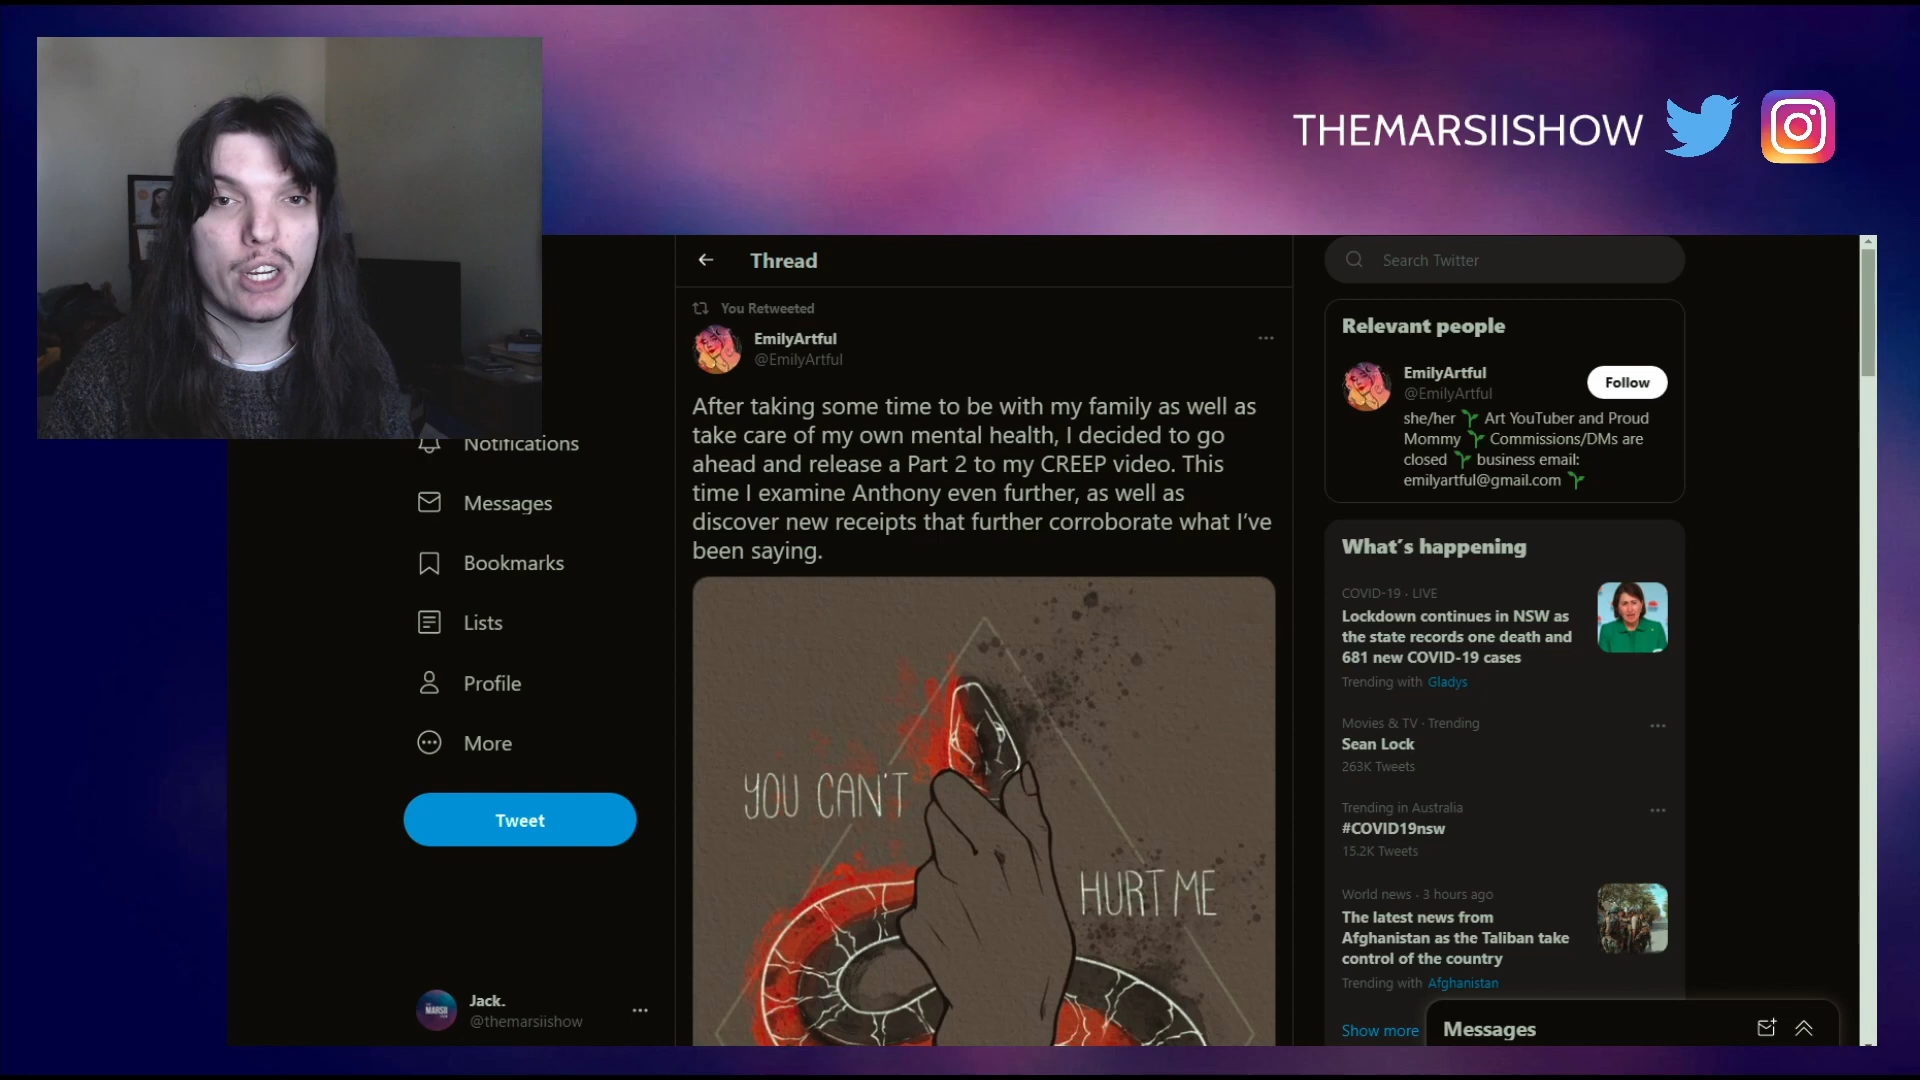 THEMARSIISHOW
Thread
Search Twitter
You Retweeted
EmilyArtful
@EmilyArtful
After taking some time to be with my family as well as
take care of my own mental health, I decided to go
ahead and release a Part 2 to my CREEP video. This
time I examine Anthony even further, as well as
discover new receipts that further corroborate what I’ve
been saying.
YOU CAN'T
HURT ME
Notifications
Messages
Bookmarks
Lists
Profile
More
Tweet
MARSII
Jack.
@themarsiishow
Relevant people
EmilyArtful
@EmilyArtful
Follow
she/her 🌱 Art YouTuber and Proud
Mommy 🌱 Commissions/DMs are
closed 🌱 business email:
emilyartful@gmail.com 🌱
What’s happening
COVID-19 · LIVE
Lockdown continues in NSW as
the state records one death and
681 new COVID-19 cases
Trending with Gladys
Movies & TV · Trending
Sean Lock
263K Tweets
Trending in Australia
#COVID19nsw
15.2K Tweets
World news · 3 hours ago
The latest news from
Afghanistan as the Taliban take
control of the country
Trending with Afghanistan
Show more
Messages